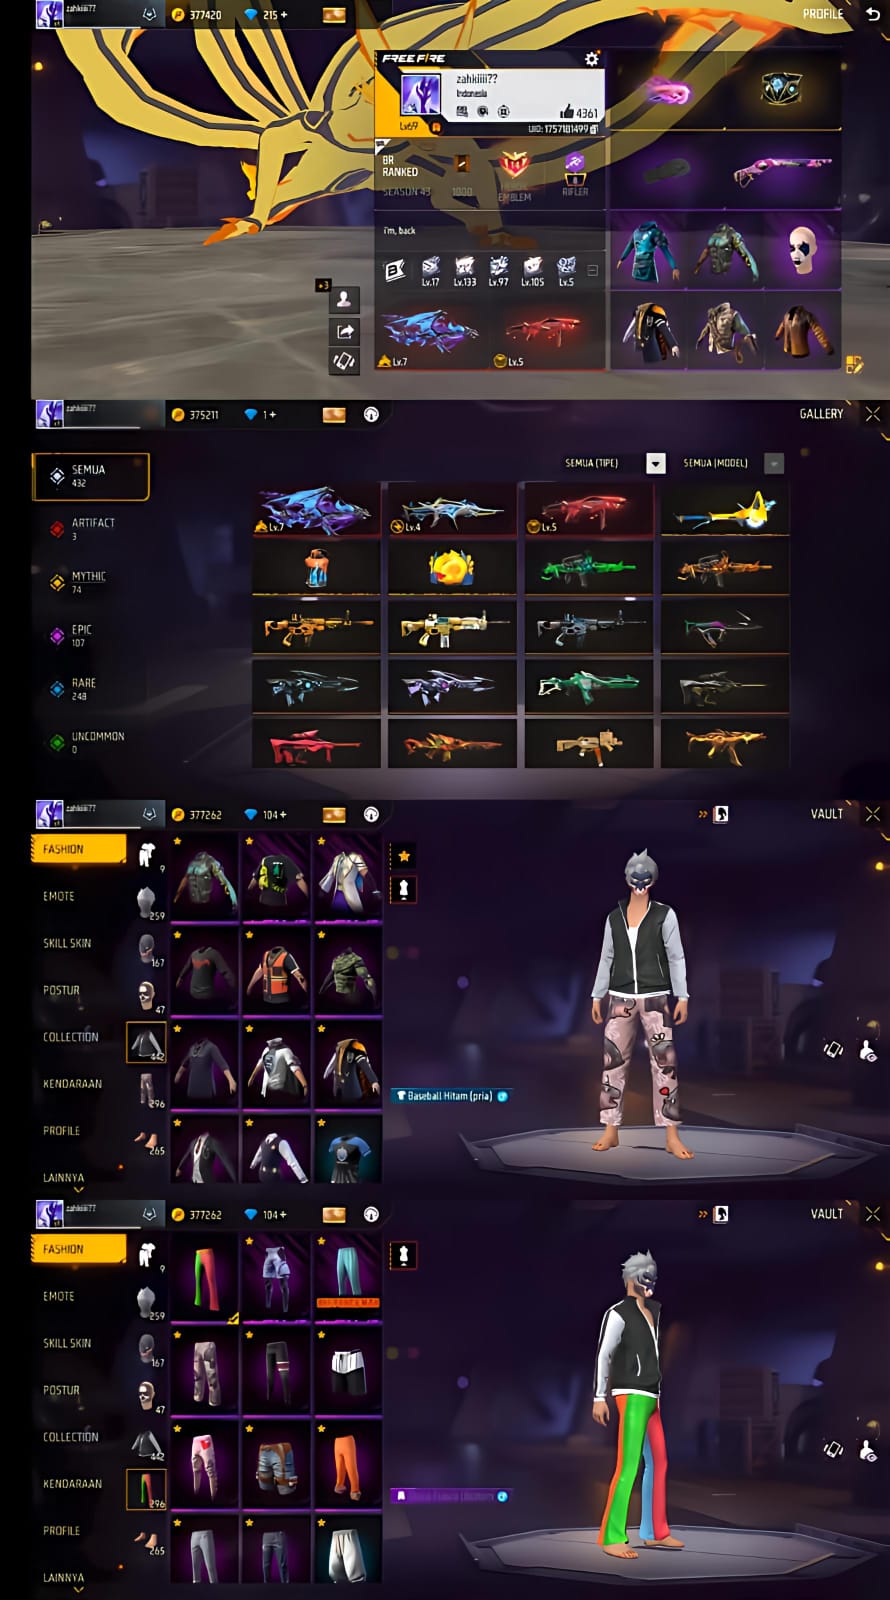 zahkiiii77
377420
215 +
PROFILE
FREE FIRE
zahkiiii77
Indonesia
4361
Lv69
UID: 1757181499
BR
RANKED
SEASON 43
1000
EMBLEM
RIFLER
i'm, back
+3
Lv.17
Lv.133
Lv.97
Lv.105
Lv.5
Lv.7
Lv.5
zahkiiii77
375211
1 +
GALLERY
SEMUA
432
SEMUA (TIPE)
SEMUA (MODEL)
ARTIFACT
3
MYTHIC
74
EPIC
107
RARE
248
UNCOMMON
0
Lv.7
Lv.4
Lv.5
zahkiiii77
377262
104 +
VAULT
FASHION
9
EMOTE
259
SKILL SKIN
167
POSTUR
47
COLLECTION
442
KENDARAAN
296
PROFILE
265
LAINNYA
Baseball Hitam (pria)
zahkiiii77
377262
104 +
VAULT
FASHION
9
EMOTE
259
SKILL SKIN
167
POSTUR
47
COLLECTION
442
KENDARAAN
296
PROFILE
265
LAINNYA